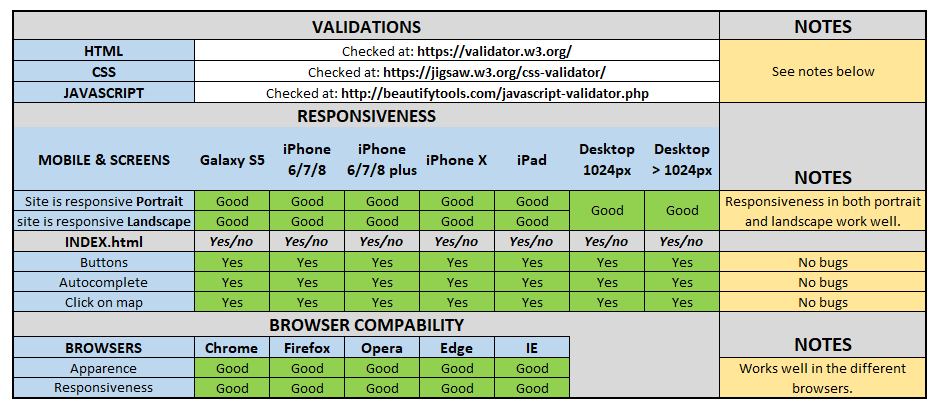 VALIDATIONS NOTES
HTML Checked at: https://validator.w3.org/
CSS Checked at: https://jigsaw.w3.org/css-validator/ See notes below
JAVASCRIPT Checked at: http://beautifytools.com/javascript-validator.php
RESPONSIVENESS
MOBILE & SCREENS Galaxy S5 iPhone 6/7/8 iPhone 6/7/8 plus iPhone X iPad Desktop 1024px Desktop > 1024px NOTES
Site is responsive Portrait Good Good Good Good Good Good Good Responsiveness in both portrait
site is responsive Landscape Good Good Good Good Good and landscape work well.
INDEX.html Yes/no Yes/no Yes/no Yes/no Yes/no Yes/no Yes/no
Buttons Yes Yes Yes Yes Yes Yes Yes No bugs
Autocomplete Yes Yes Yes Yes Yes Yes Yes No bugs
Click on map Yes Yes Yes Yes Yes Yes Yes No bugs
BROWSER COMPABILITY
BROWSERS Chrome Firefox Opera Edge IE NOTES
Apparence Good Good Good Good Good Works well in the different
Responsiveness Good Good Good Good Good browsers.